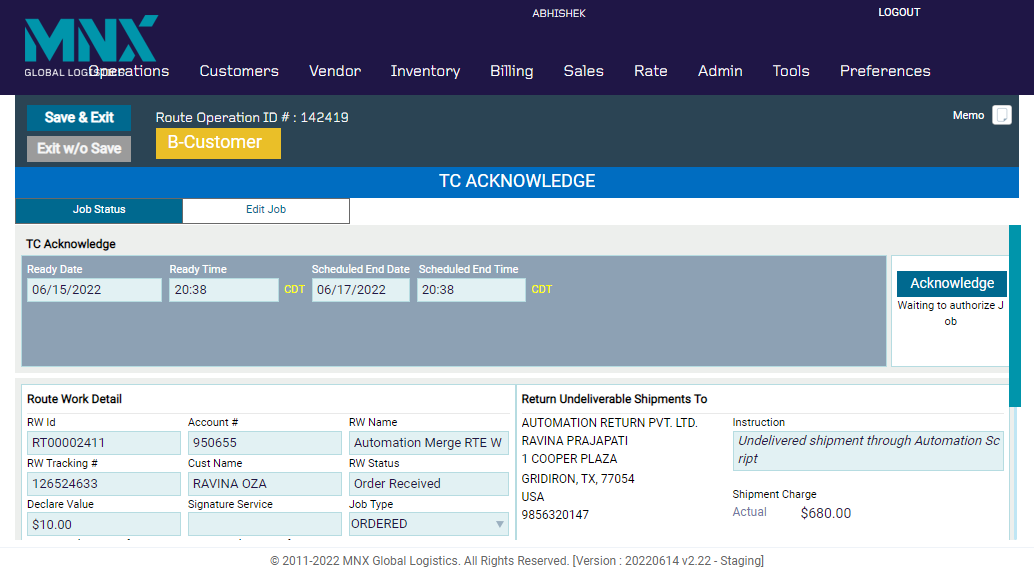 ABHISHEK
LOGOUT
MNX
GLOBAL LOGISTICS
Operations Customers Vendor Inventory Billing Sales Rate Admin Tools Preferences
Save & Exit
Route Operation ID # : 142419
Memo
Exit w/o Save
B-Customer
TC ACKNOWLEDGE
Job Status Edit Job
TC Acknowledge
Ready Date Ready Time Scheduled End Date Scheduled End Time
06/15/2022 20:38 CDT 06/17/2022 20:38 CDT
Acknowledge
Waiting to authorize J
ob
Route Work Detail
RW Id Account # RW Name
RT00002411 950655 Automation Merge RTE W
RW Tracking # Cust Name RW Status
126524633 RAVINA OZA Order Received
Declare Value Signature Service Job Type
$10.00 ORDERED
Return Undeliverable Shipments To
AUTOMATION RETURN PVT. LTD.
RAVINA PRAJAPATI
1 COOPER PLAZA
GRIDIRON, TX, 77054
USA
9856320147
Instruction
Undelivered shipment through Automation Sc
ript
Shipment Charge
Actual $680.00
© 2011-2022 MNX Global Logistics. All Rights Reserved. [Version : 20220614 v2.22 - Staging]